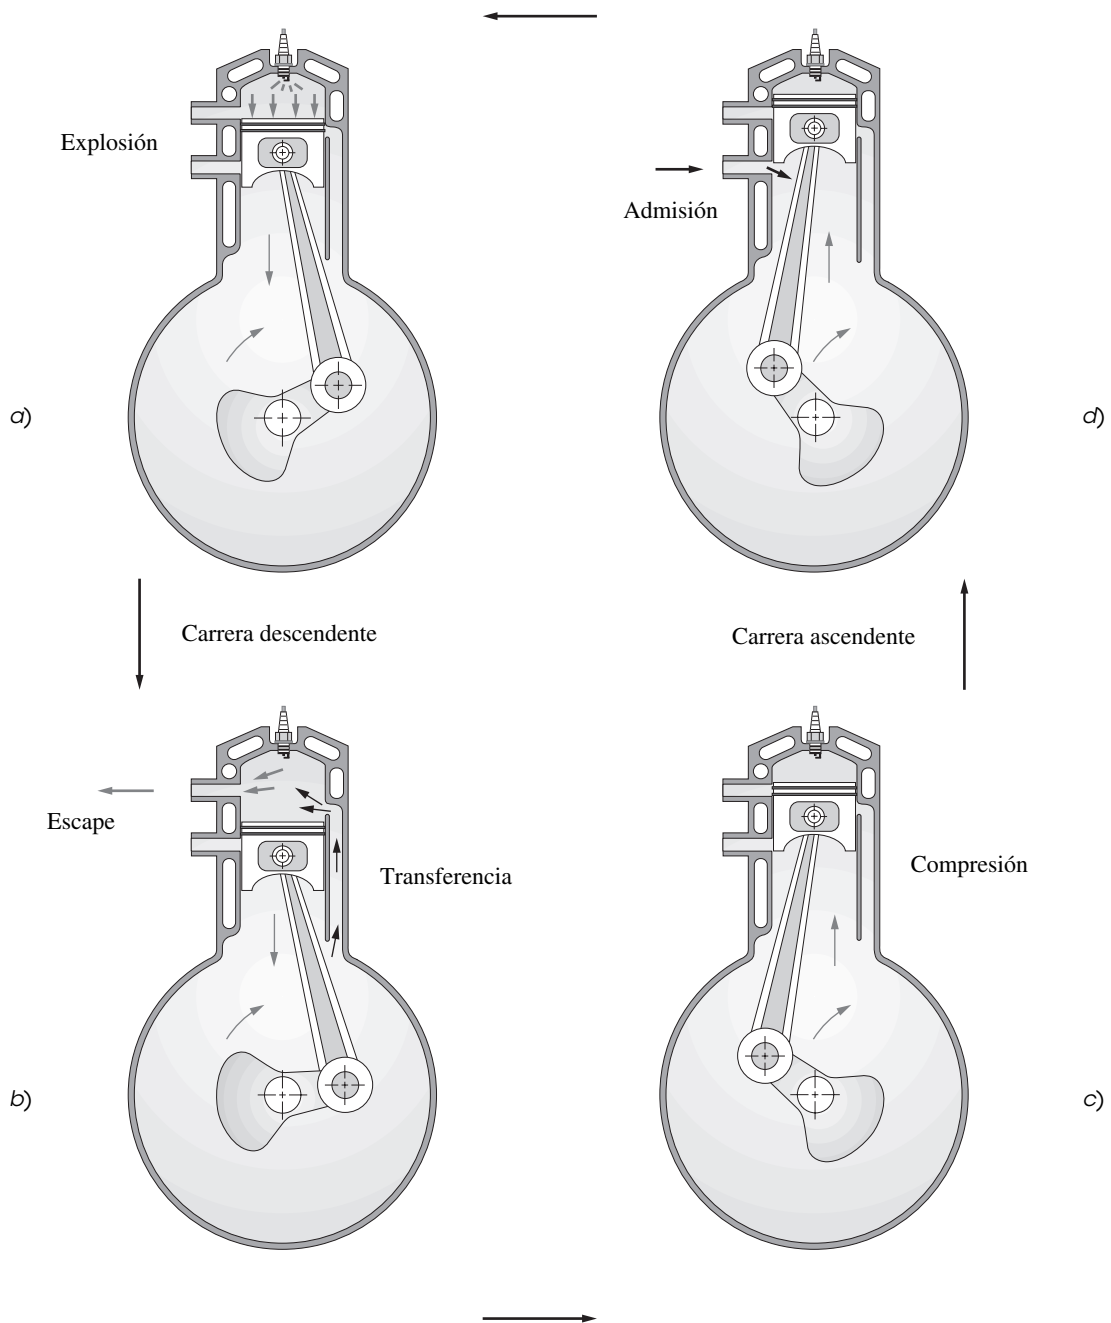 Explosión
Admisión
a)
d)
Carrera descendente
Carrera ascendente
Escape
Transferencia
Compresión
b)
c)